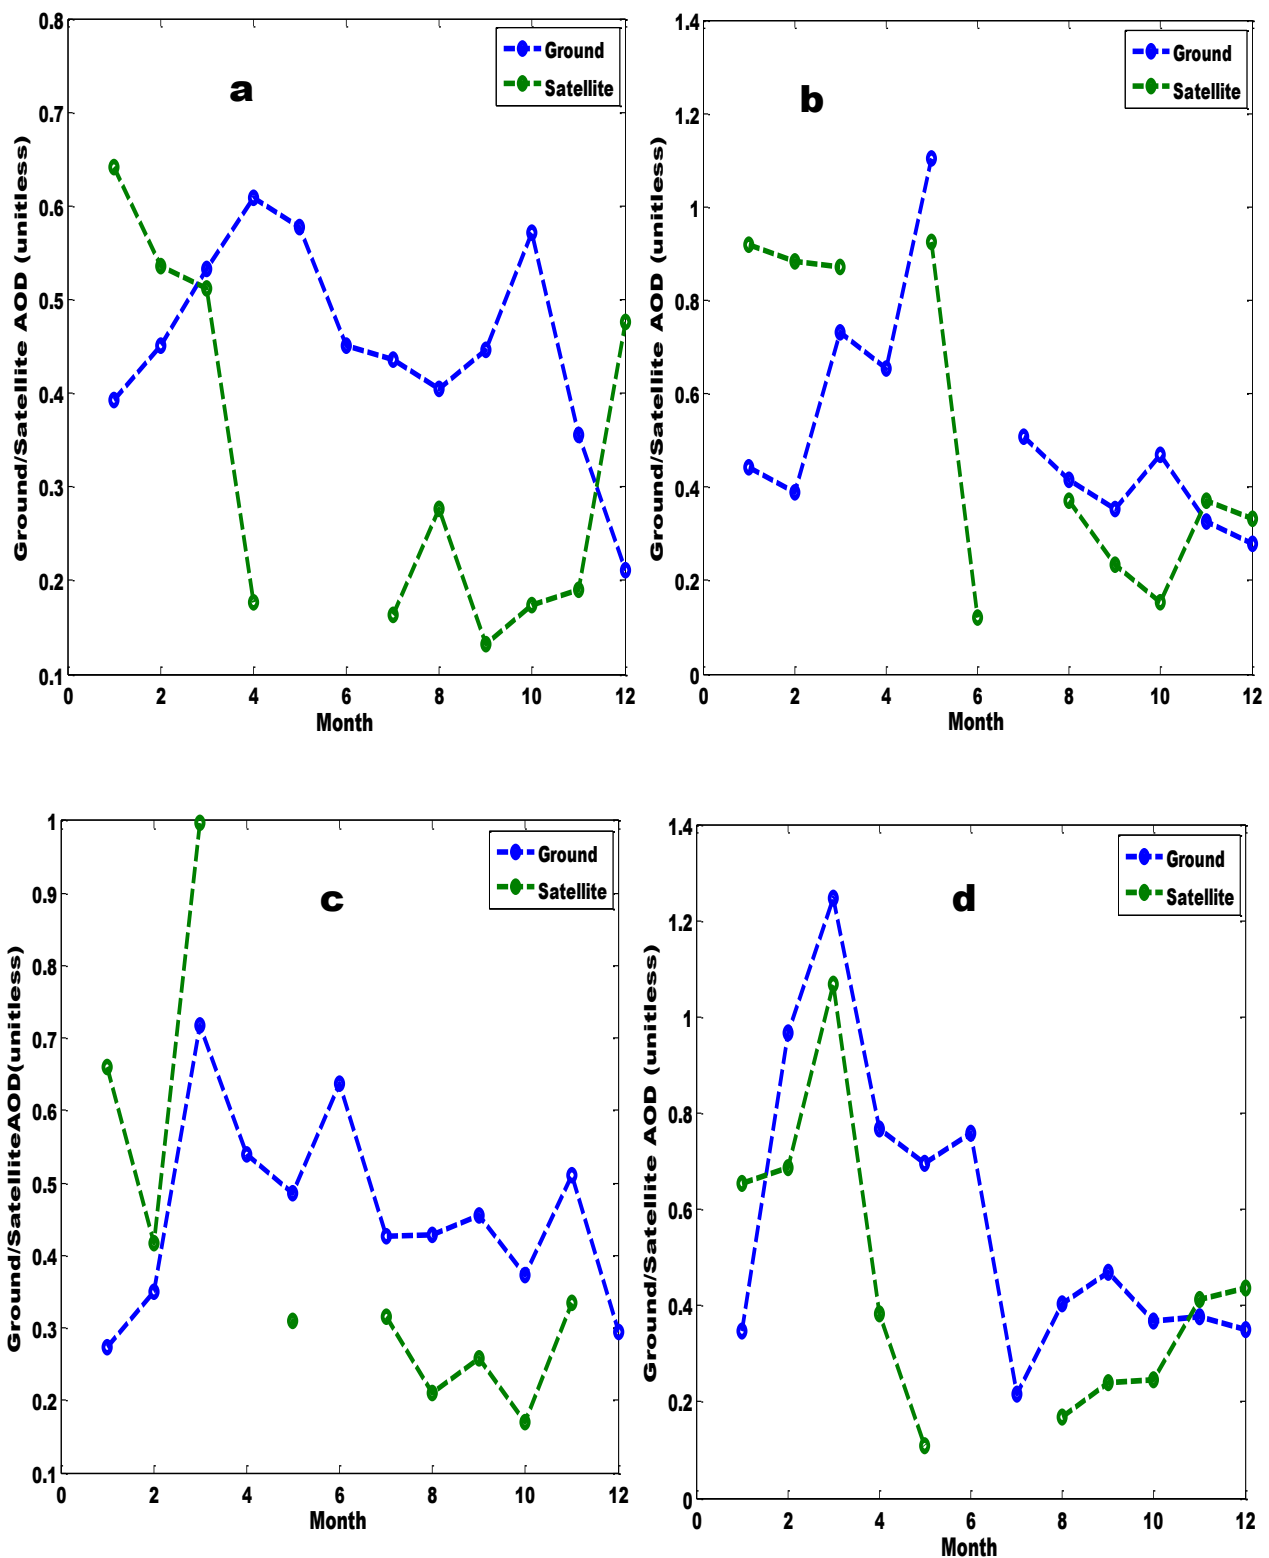 a
Ground
Satellite
Ground/Satellite AOD (unitless)
0.8
0.7
0.6
0.5
0.4
0.3
0.2
0.1
0 2 4 6 8 10 12
Month
b
Ground
Satellite
Ground/Satellite AOD (unitless)
1.4
1.2
1
0.8
0.6
0.4
0.2
0
0 2 4 6 8 10 12
Month
c
Ground
Satellite
Ground/SatelliteAOD(unitless)
1
0.9
0.8
0.7
0.6
0.5
0.4
0.3
0.2
0.1
0 2 4 6 8 10 12
Month
d
Ground
Satellite
Ground/Satellite AOD (unitless)
1.4
1.2
1
0.8
0.6
0.4
0.2
0
0 2 4 6 8 10 12
Month